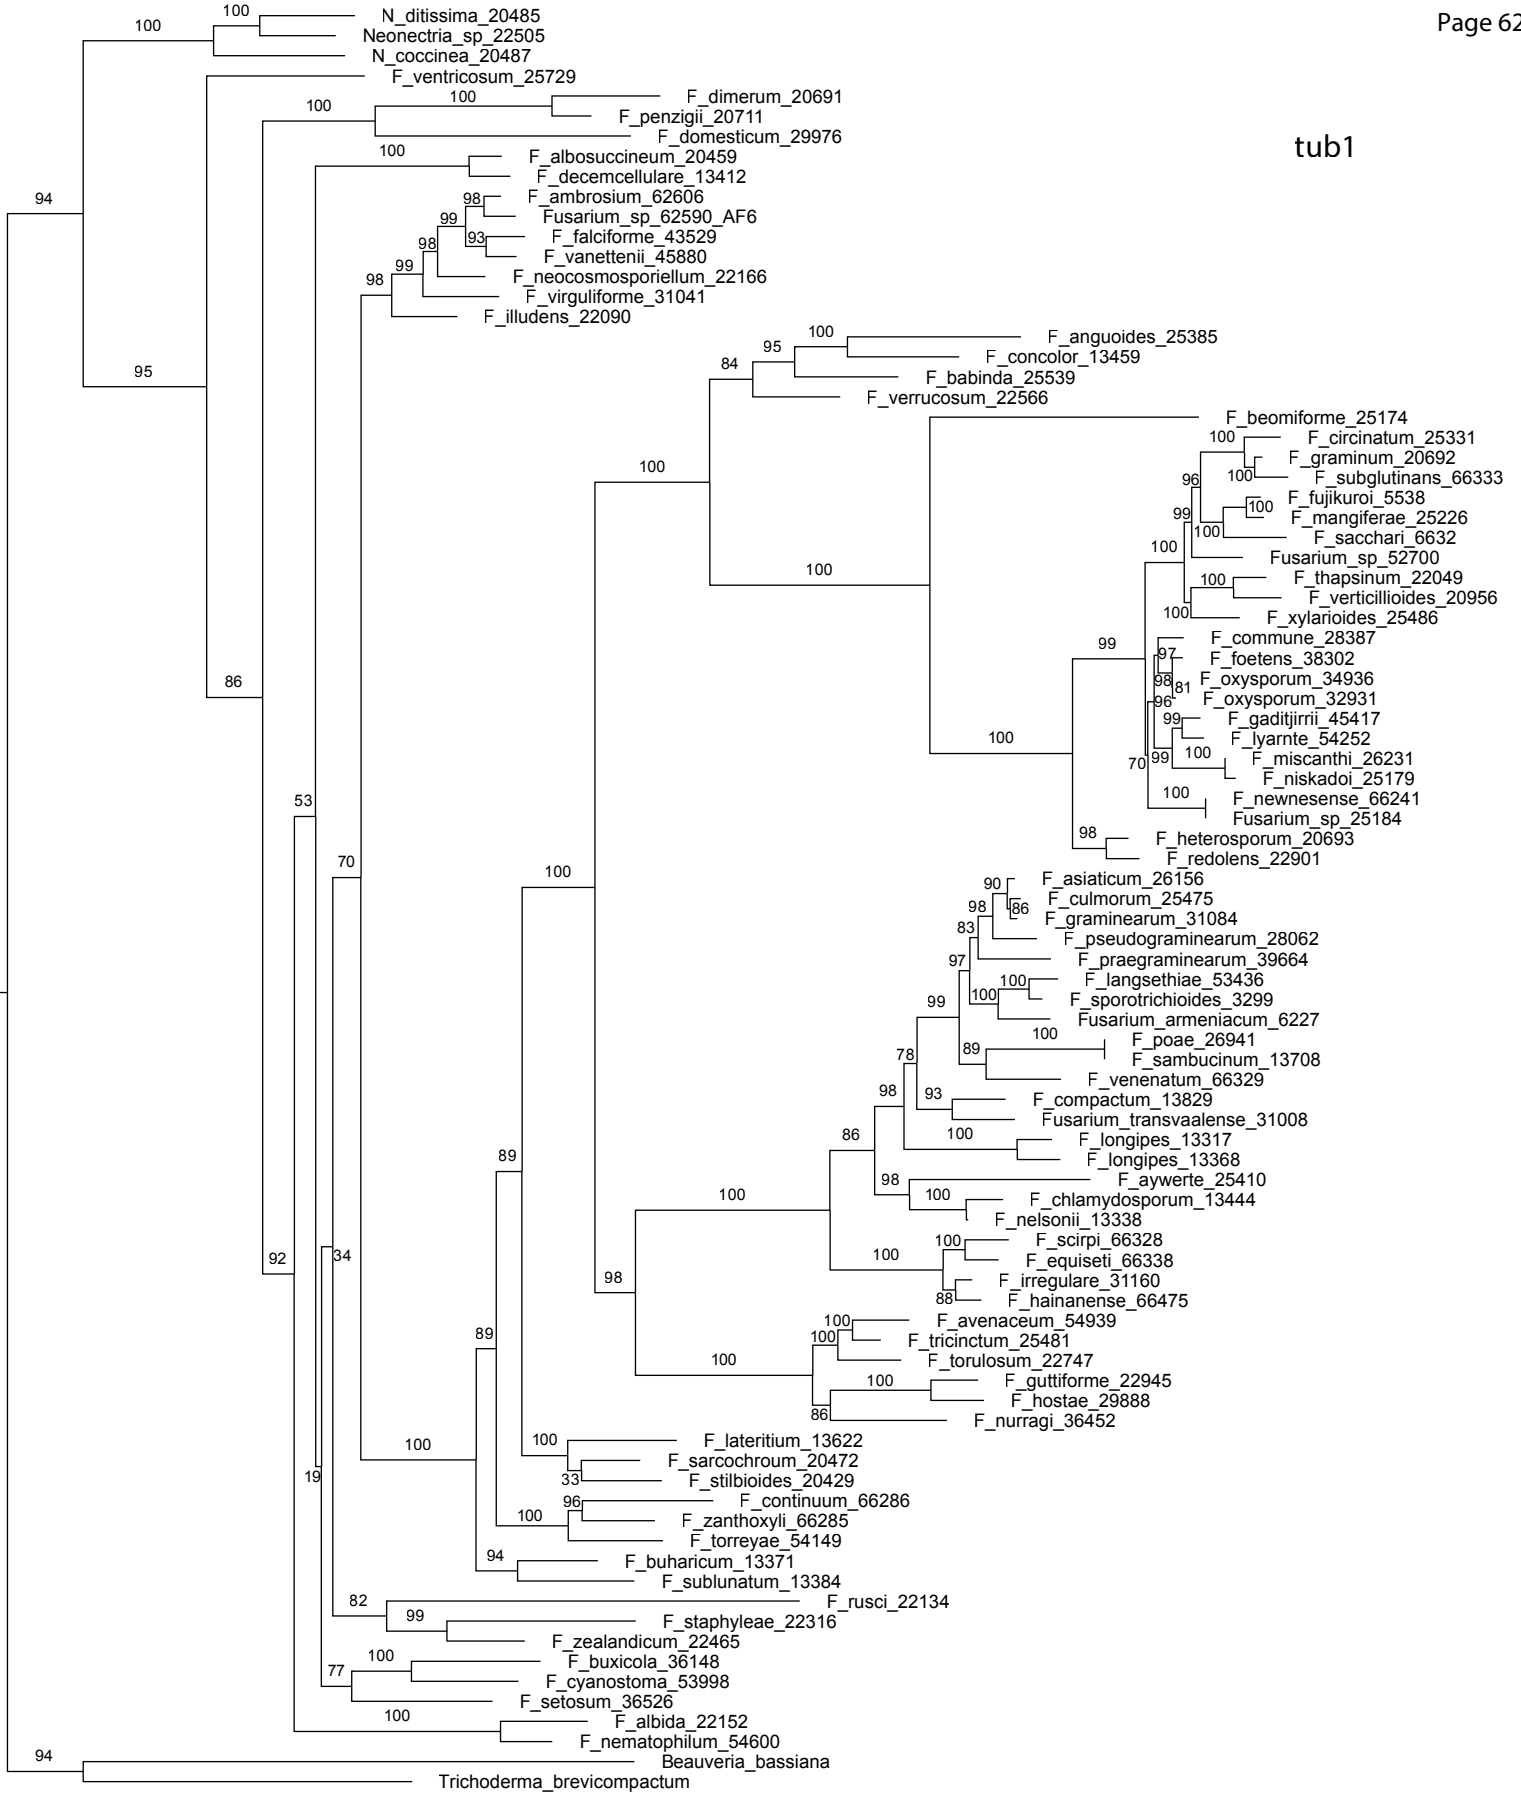 Page 62
tub1
100
100
N_ditissima_20485
Neonectria_sp_22505
N_coccinea_20487
F_ventricosum_25729
100
100
F_dimerum_20691
F_penzigii_20711
F_domesticum_29976
100
F_albosuccineum_20459
F_decemcellulare_13412
94
98
F_ambrosium_62606
99
Fusarium_sp_62590_AF6
98
93
F_falciforme_43529
F_vanettenii_45880
99
F_neocosmosporiellum_22166
98
F_virguliforme_31041
F_illudens_22090
100
F_anguoides_25385
95
F_concolor_13459
84
95
F_babinda_25539
F_verrucosum_22566
F_beomiforme_25174
100
F_circinatum_25331
F_graminum_20692
100
100
96
F_subglutinans_66333
F_fujikuroi_5538
100
99
F_mangiferae_25226
100
F_sacchari_6632
100
Fusarium_sp_52700
100
100
F_thapsinum_22049
F_verticillioides_20956
100
F_xylarioides_25486
99
F_commune_28387
97
F_foetens_38302
86
98
81
F_oxysporum_34936
96
F_oxysporum_32931
99
F_gaditjirrii_45417
100
F_lyarnte_54252
70
99
100
F_miscanthi_26231
F_niskadoi_25179
53
100
F_newnesense_66241
Fusarium_sp_25184
98
F_heterosporum_20693
70
100
F_redolens_22901
90
F_asiaticum_26156
98
86
F_culmorum_25475
F_graminearum_31084
83
F_pseudograminearum_28062
97
F_praegraminearum_39664
100
F_langsethiae_53436
99
100
F_sporotrichioides_3299
Fusarium_armeniacum_6227
100
F_poae_26941
78
89
F_sambucinum_13708
F_venenatum_66329
98
93
F_compactum_13829
Fusarium_transvaalense_31008
86
100
F_longipes_13317
89
F_longipes_13368
98
F_aywerte_25410
100
100
F_chlamydosporum_13444
F_nelsonii_13338
92
34
100
100
F_scirpi_66328
98
F_equiseti_66338
F_irregulare_31160
88
F_hainanense_66475
89
100
F_avenaceum_54939
100
F_tricinctum_25481
100
F_torulosum_22747
100
F_guttiforme_22945
F_hostae_29888
86
F_nurragi_36452
100
100
F_lateritium_13622
F_sarcochroum_20472
19
33
F_stilbioides_20429
96
F_continuum_66286
100
F_zanthoxyli_66285
F_torreyae_54149
94
F_buharicum_13371
F_sublunatum_13384
82
F_rusci_22134
99
F_staphyleae_22316
F_zealandicum_22465
100
F_buxicola_36148
77
F_cyanostoma_53998
F_setosum_36526
100
F_albida_22152
F_nematophilum_54600
94
Beauveria_bassiana
Trichoderma_brevicompactum